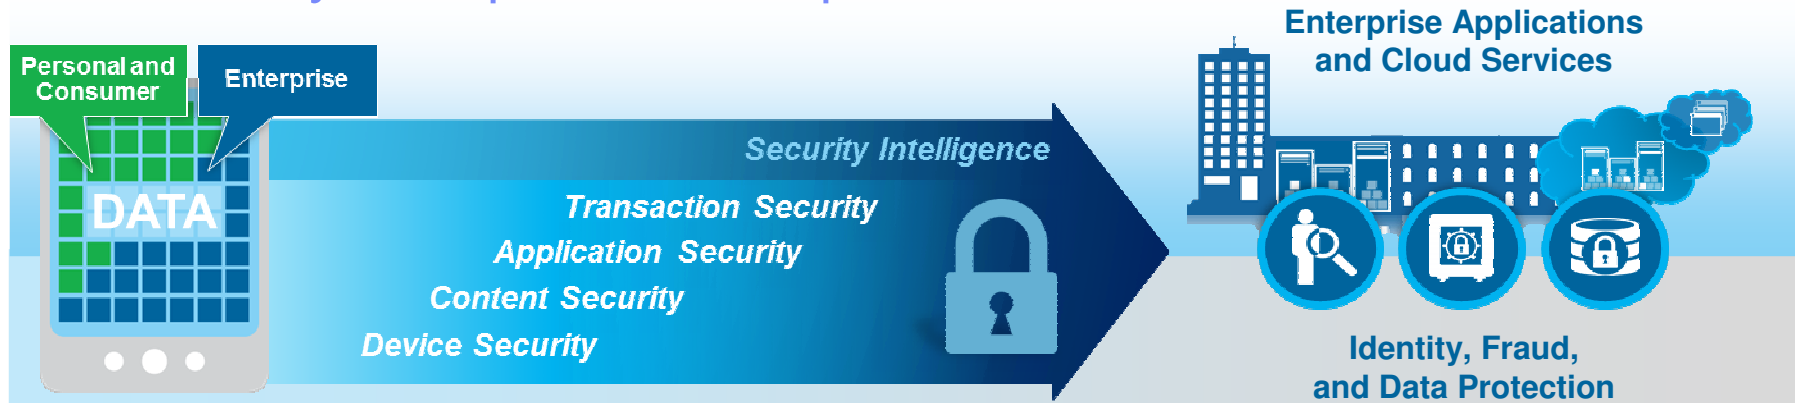 Personal and
Consumer
Enterprise
DATA
Security Intelligence
Transaction Security
Application Security
Content Security
Device Security
Enterprise Applications
and Cloud Services
Identity, Fraud,
and Data Protection